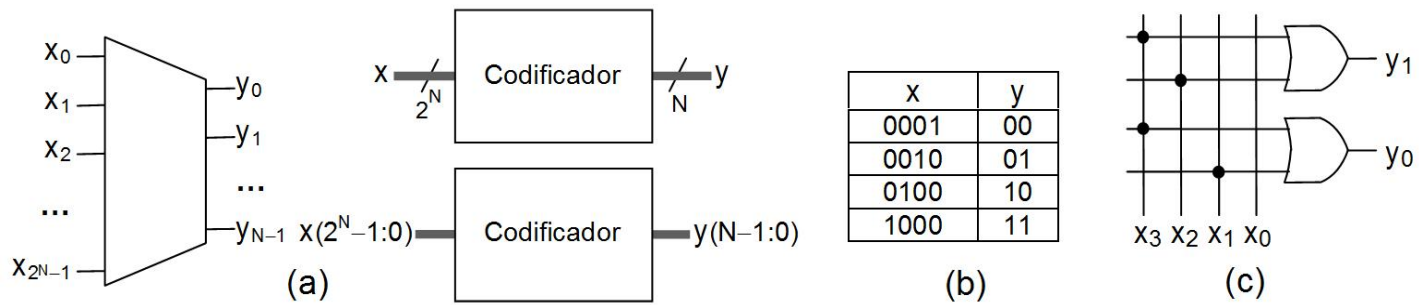 x0
x1
x2
...
x2N–1
y0
y1
...
yN–1
(a)
x
2N
Codificador
N
y
x(2N–1:0)
Codificador
y(N–1:0)
x y
0001 00
0010 01
0100 10
1000 11
(b)
y1
y0
x3 x2 x1 x0
(c)